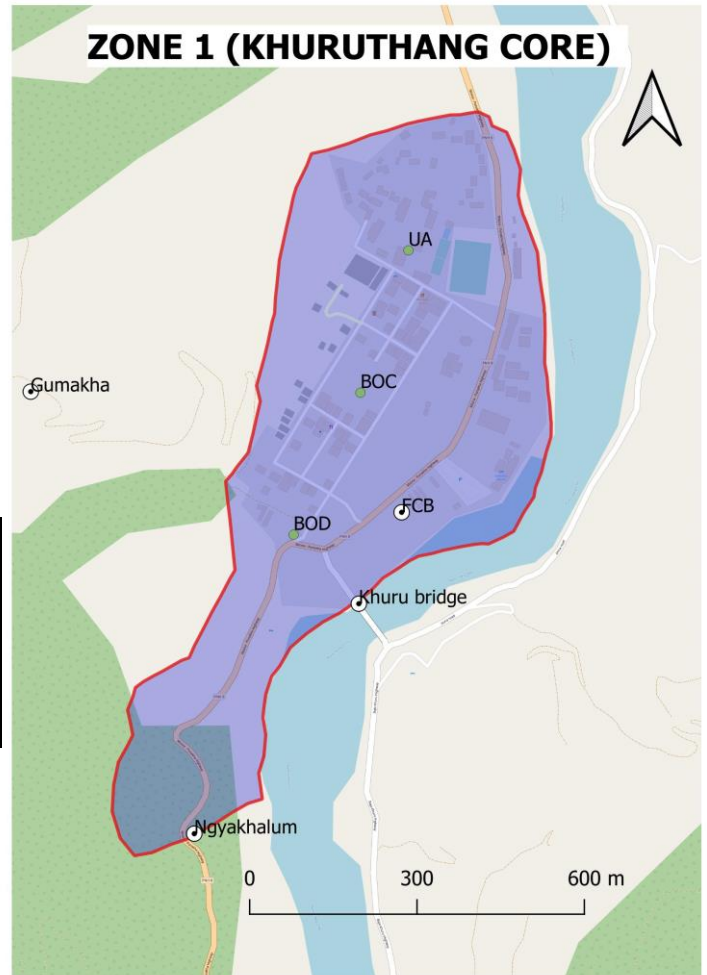 ZONE 1 (KHURUTHANG CORE)
UA
Gumakha
BOC
FCB
BOD
Khuru bridge
Ngyakhalum
0 300 600 m